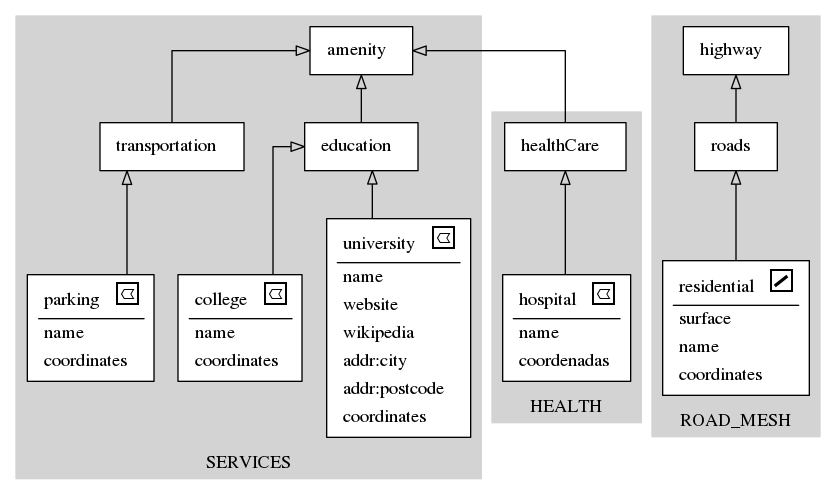 amenity
highway
transportation
education
healthCare
roads
university
name
website
wikipedia
addr:city
addr:postcode
coordinates
parking
name
coordinates
college
name
coordinates
hospital
name
coordenadas
residential
surface
name
coordinates
HEALTH
ROAD_MESH
SERVICES